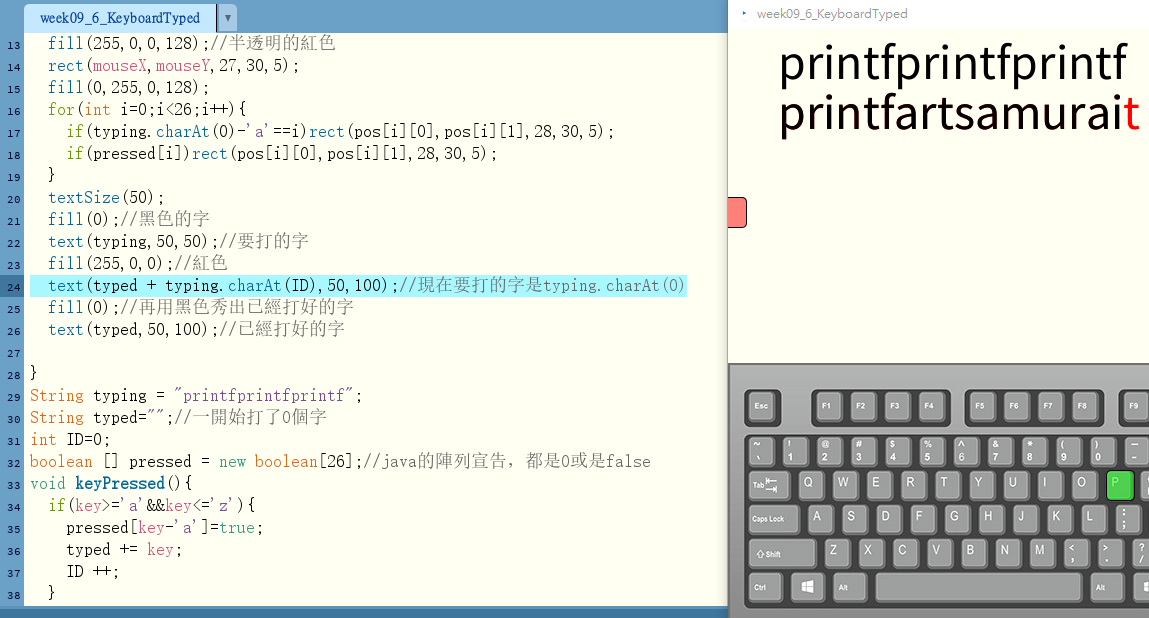 week09_6_KeyboardTyped ▼
13 fill(255,0,0,128);//半透明的紅色
14 rect(mouseX,mouseY,27,30,5);
15 fill(0,255,0,128);
16 for(int i=0;i<26;i++){
17 if(typing.charAt(0)-'a'==i)rect(pos[i][0],pos[i][1],28,30,5);
18 if(pressed[i])rect(pos[i][0],pos[i][1],28,30,5);
19 }
20 textSize(50);
21 fill(0);//黑色的字
22 text(typing,50,50);//要打的字
23 fill(255,0,0);//紅色
24 text(typed + typing.charAt(ID),50,100);//現在要打的字是typing.charAt(0)
25 fill(0);//再用黑色秀出已經打好的字
26 text(typed,50,100);//已經打好的字
27
28 }
29 String typing = "printfprintfprintf";
30 String typed="";//一開始打了0個字
31 int ID=0;
32 boolean [] pressed = new boolean[26];//java的陣列宣告，都是0或是false
33 void keyPressed(){
34 if(key>='a'&&key<='z'){
35 pressed[key-'a']=true;
36 typed += key;
37 ID ++;
38 }
week09_6_KeyboardTyped
printfprintfprintf
printfartsamurait
Esc F1 F2 F3 F4 F5 F6 F7 F8 F9
~ ! @ # $ % ^ & * ( ) _
、 1 2 3 4 5 6 7 8 9 0 -
Tab Q W E R T Y U I O P
Caps Lock A S D F G H J K L : ;
⇧Shift Z X C V B N M < , > . ? /
Ctrl Alt Alt